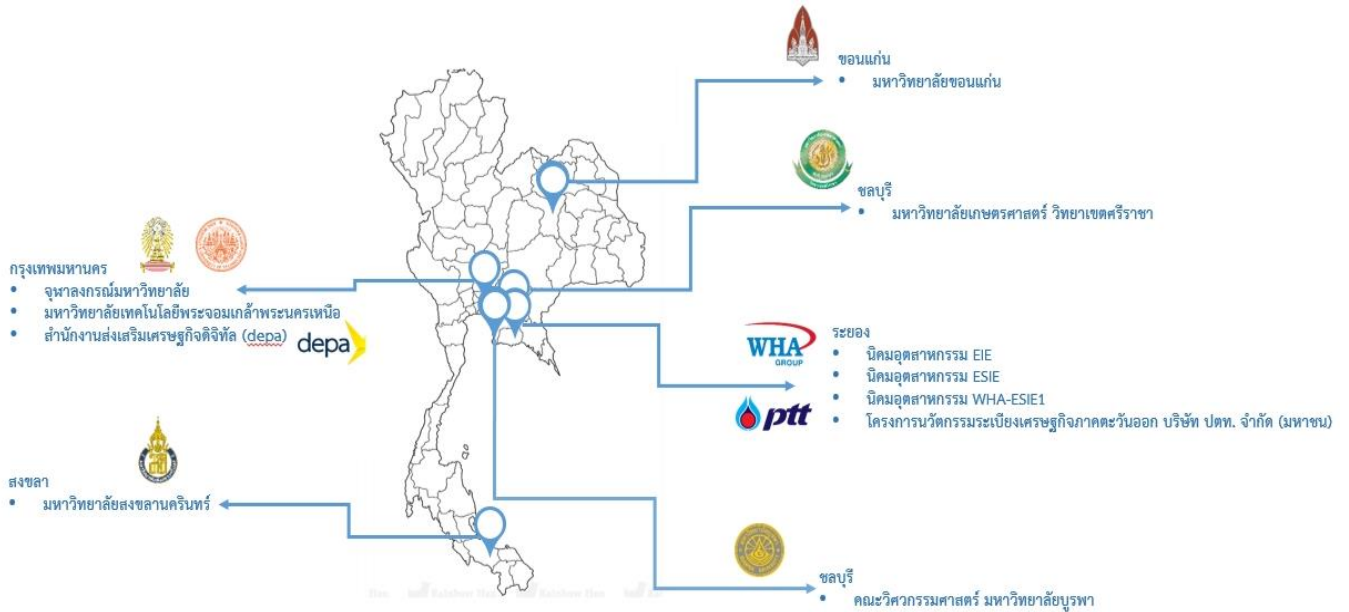 ขอนแก่น
• มหาวิทยาลัยขอนแก่น
ชลบุรี
• มหาวิทยาลัยเกษตรศาสตร์ วิทยาเขตศรีราชา
กรุงเทพมหานคร
• จุฬาลงกรณ์มหาวิทยาลัย
• มหาวิทยาลัยเทคโนโลยีพระจอมเกล้าพระนครเหนือ
• สำนักงานส่งเสริมเศรษฐกิจดิจิทัล (depa)
depa
WHA
GROUP
ptt
ระยอง
• นิคมอุตสาหกรรม EIE
• นิคมอุตสาหกรรม ESIE
• นิคมอุตสาหกรรม WHA-ESIE1
• โครงการนวัตกรรมระเบียงเศรษฐกิจภาคตะวันออก บริษัท ปตท. จำกัด (มหาชน)
สงขลา
• มหาวิทยาลัยสงขลานครินทร์
ชลบุรี
• คณะวิศวกรรมศาสตร์ มหาวิทยาลัยบูรพา